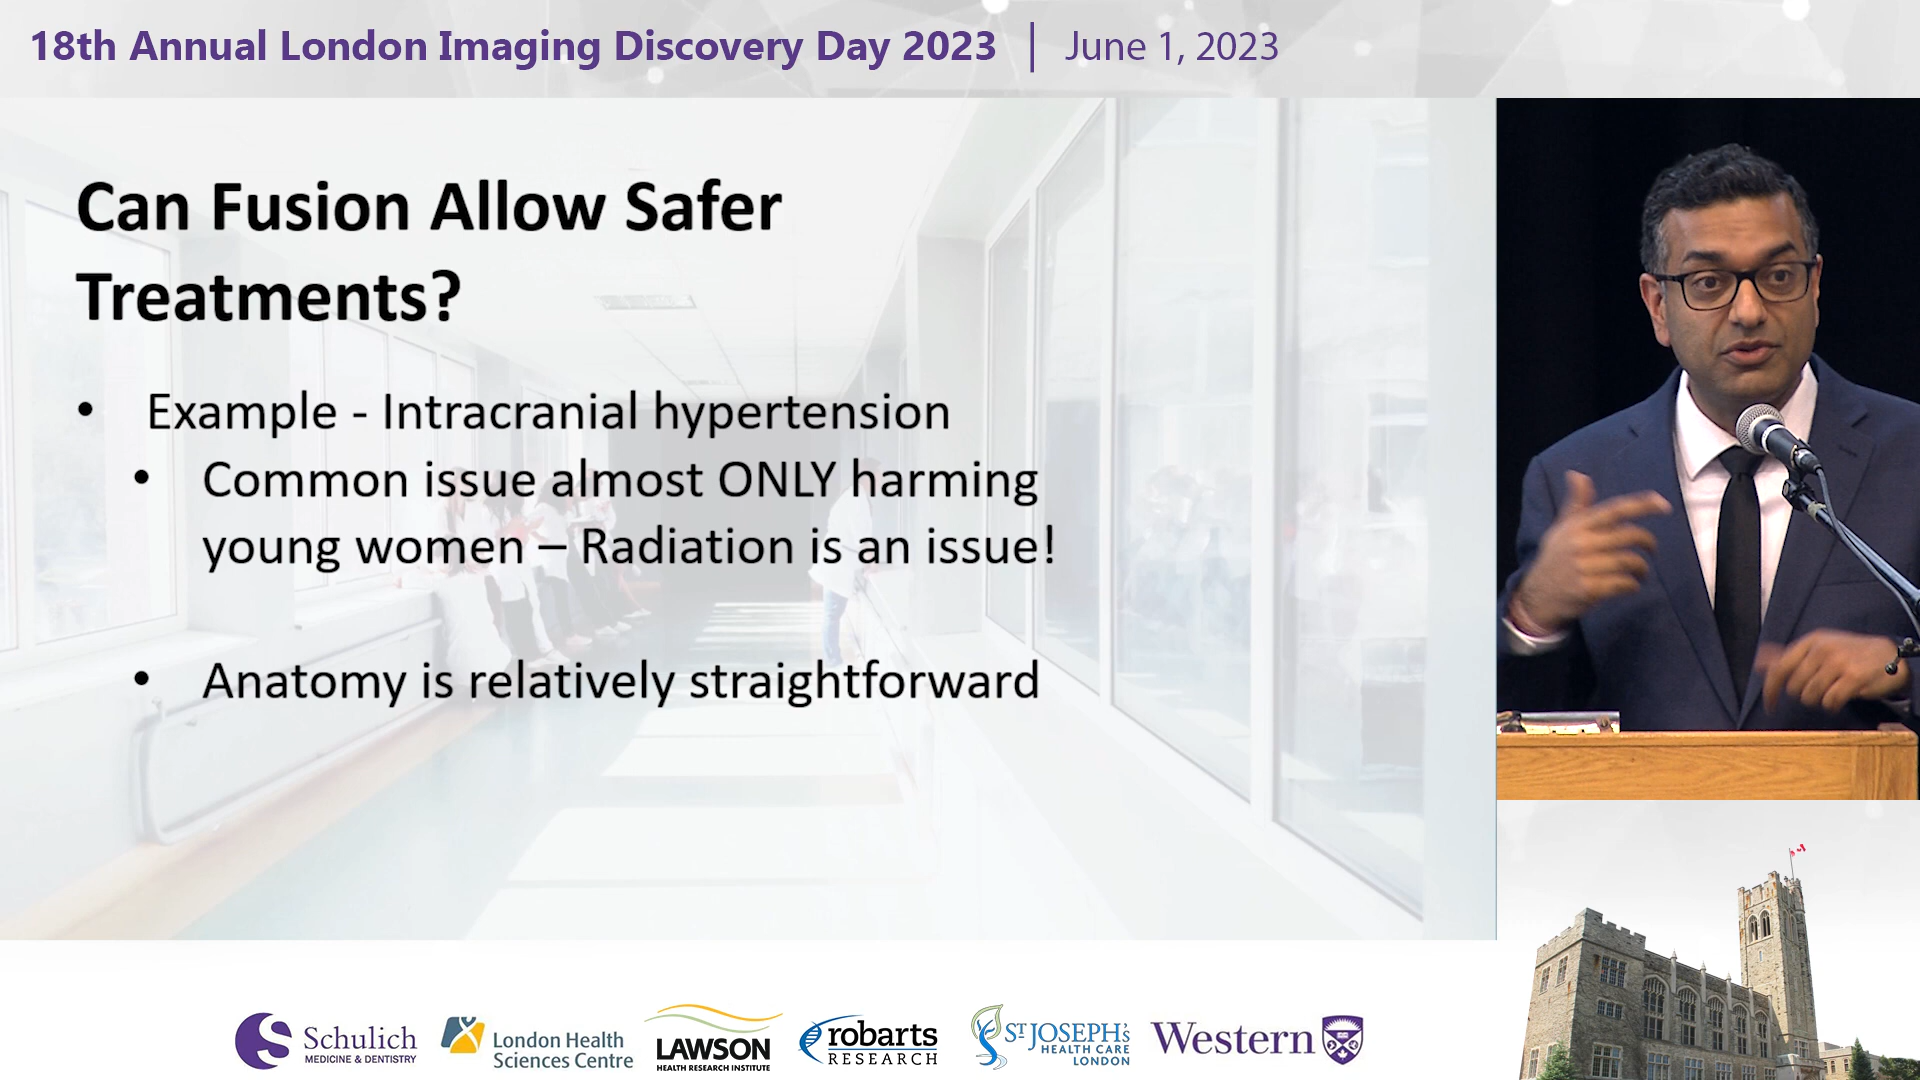 18th Annual London Imaging Discovery Day 2023 | June 1, 2023
Can Fusion Allow Safer
Treatments?
• Example - Intracranial hypertension
• Common issue almost ONLY harming
young women – Radiation is an issue!
• Anatomy is relatively straightforward
Schulich
MEDICINE & DENTISTRY
London Health
Sciences Centre
LAWSON
HEALTH RESEARCH INSTITUTE
robarts
RESEARCH
ST JOSEPH'S
HEALTH CARE
LONDON
Western